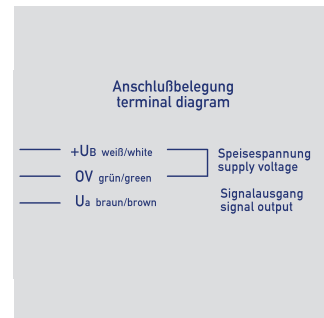 Anschlußbelegung
terminal diagram
+UB weiß/white
0V grün/green
Ua braun/brown
Speisespannung
supply voltage
Signalausgang
signal output